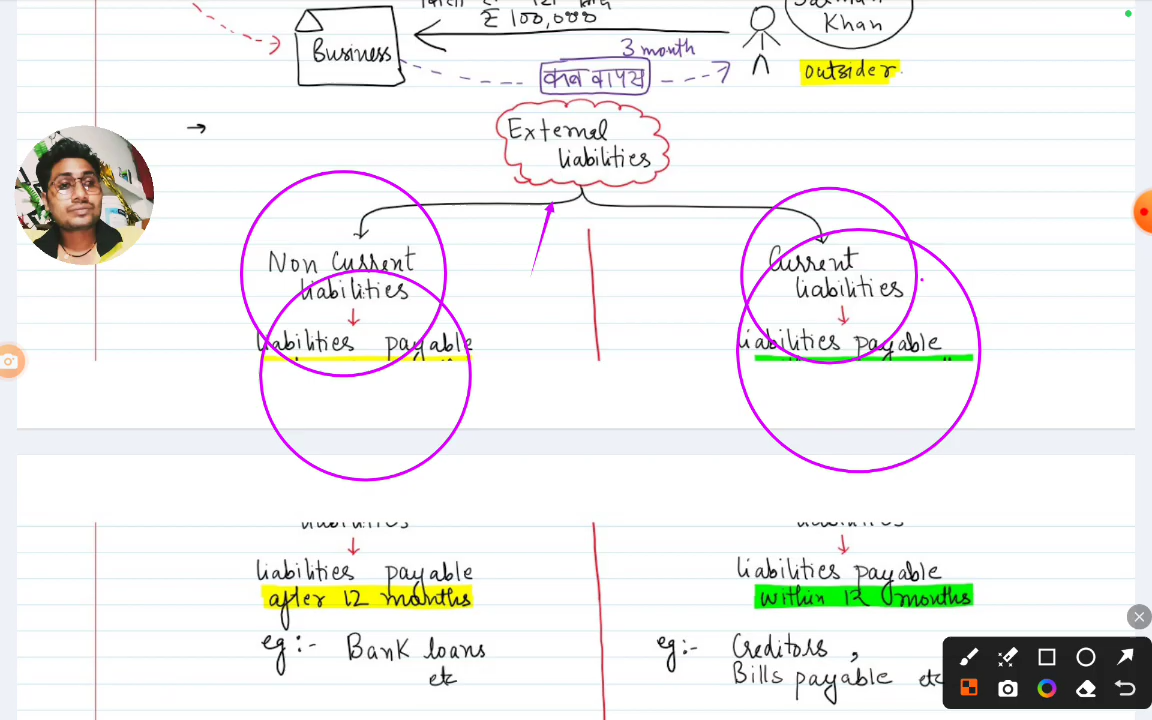 ₹ 100,000
Khan
Business
3 month
कब वापस
outsider
External
liabilities
Non Current
liabilities
Current
liabilities
liabilities payable
liabilities payable
liabilities payable
after 12 months
liabilities payable
within 12 months
eg:- Bank loans
etc
eg:- Creditors,
Bills payable etc